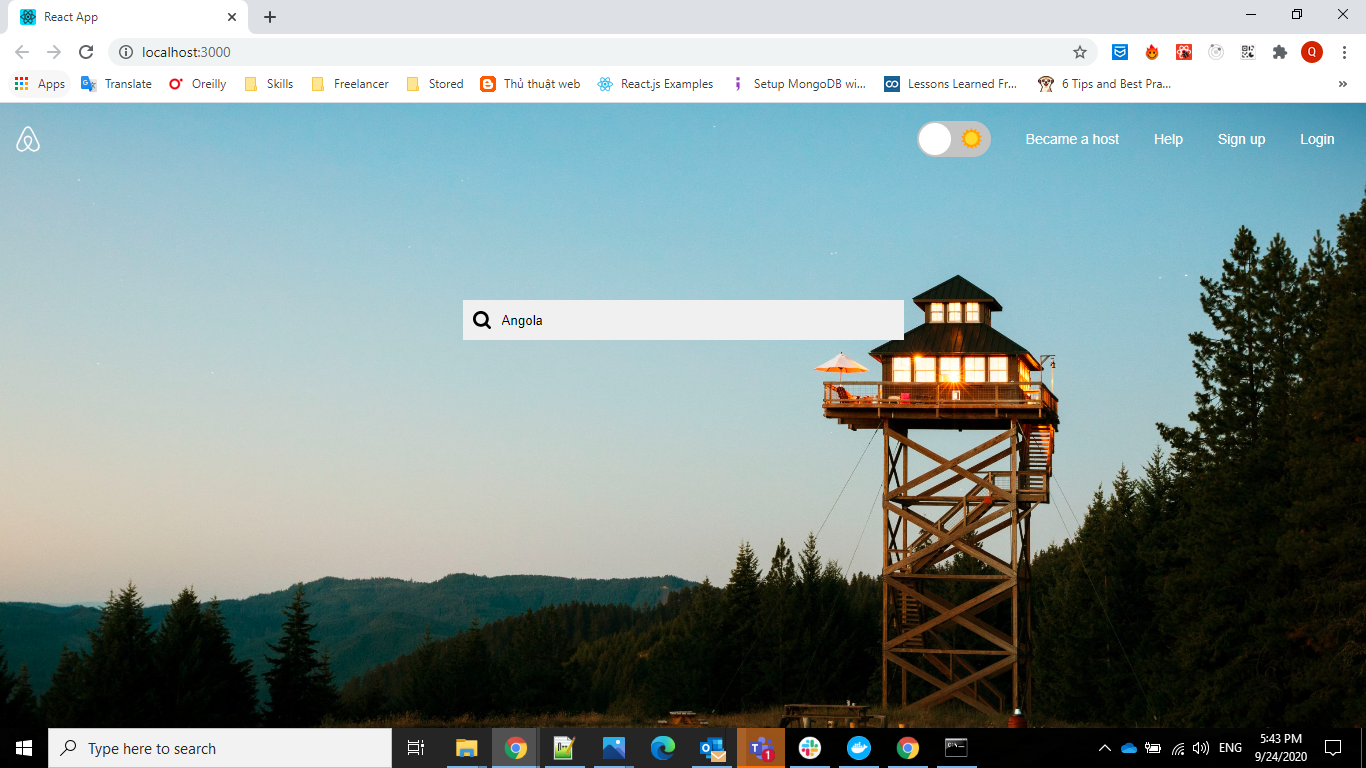 React App
localhost:3000
Q
Apps Translate Oreilly Skills Freelancer Stored Thủ thuật web React.js Examples Setup MongoDB wi... Lessons Learned Fr... 6 Tips and Best Pra... »
Became a host Help Sign up Login
Angola
Type here to search
1
ENG
5:43 PM
9/24/2020